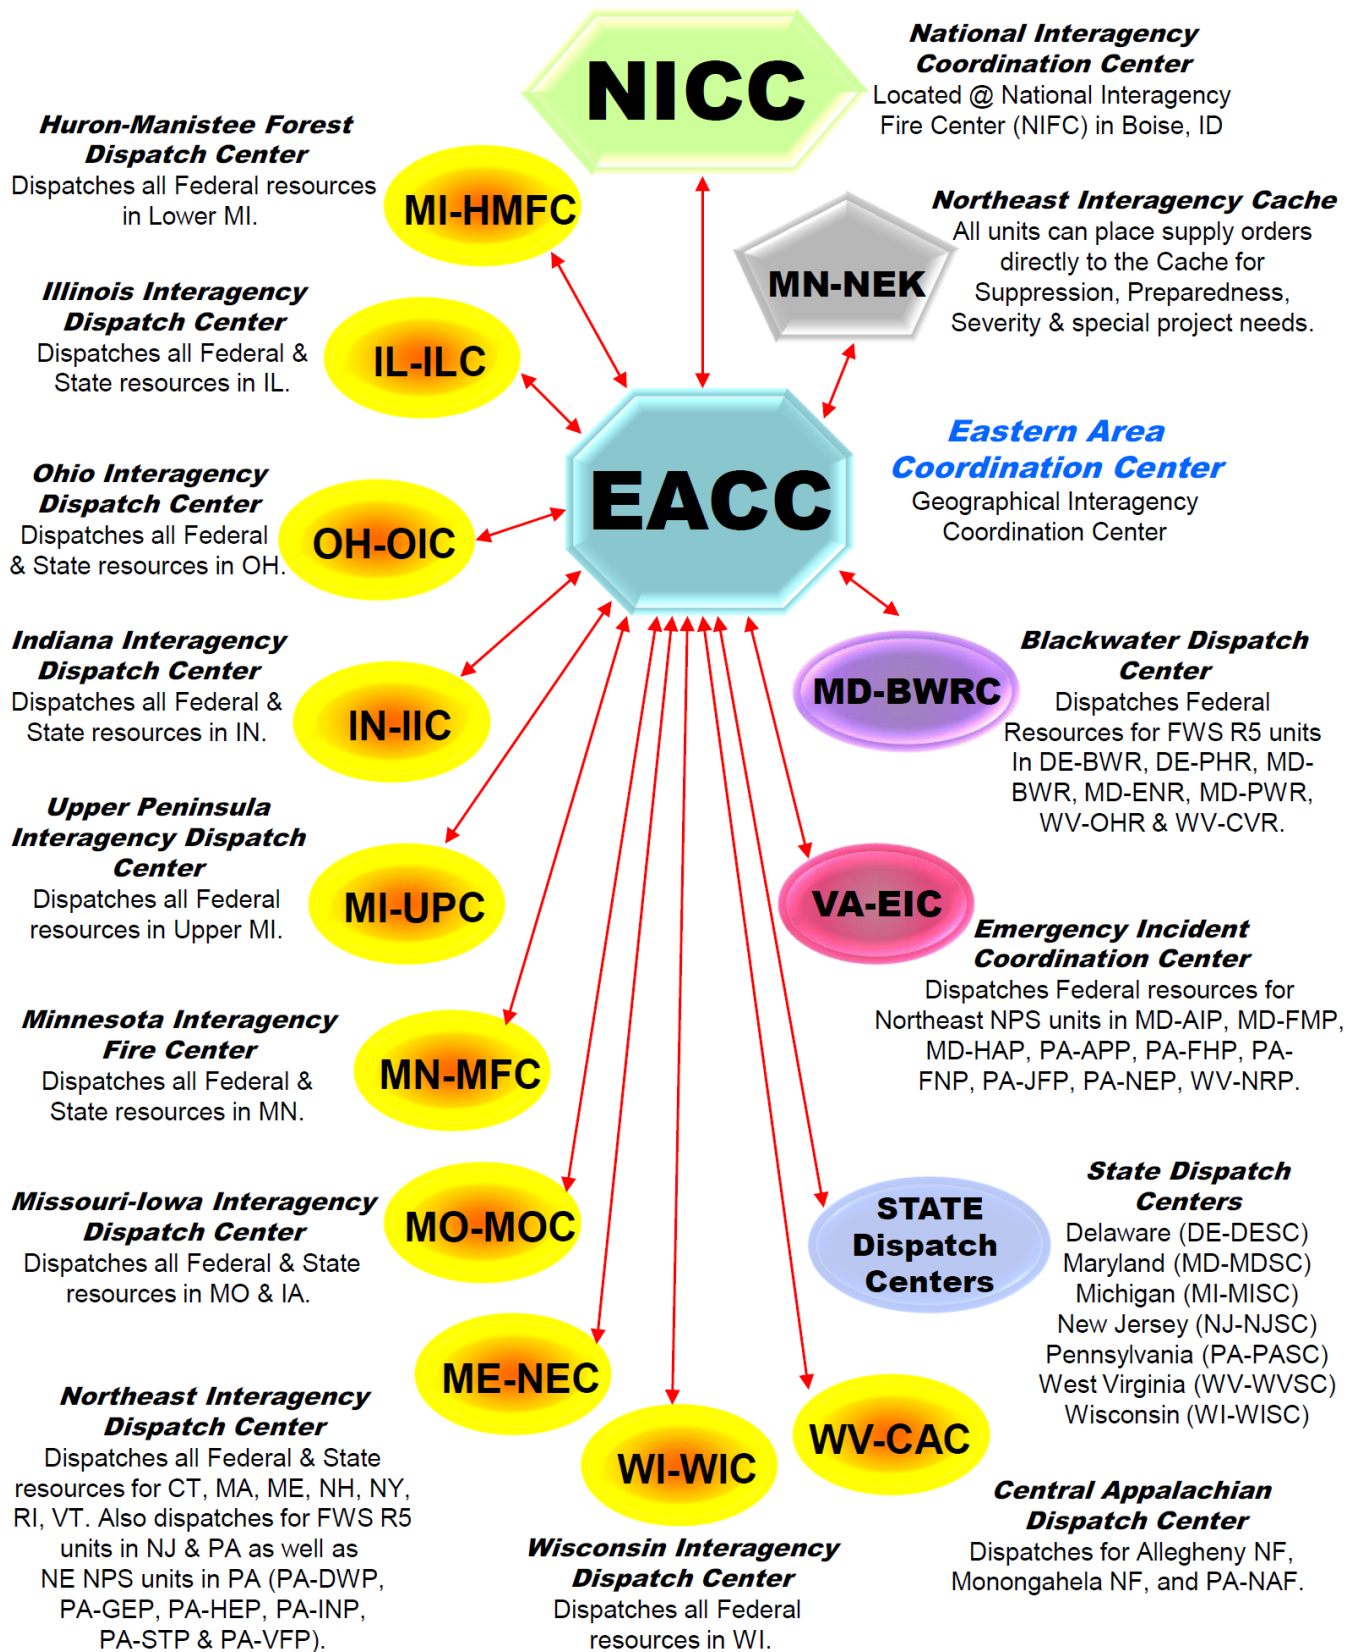 NICC
National Interagency
Coordination Center
Located @ National Interagency
Fire Center (NIFC) in Boise, ID
Huron-Manistee Forest
Dispatch Center
Dispatches all Federal resources
in Lower MI.
MI-HMFC
Northeast Interagency Cache
All units can place supply orders
directly to the Cache for
Suppression, Preparedness,
Severity & special project needs.
MN-NEK
Illinois Interagency
Dispatch Center
Dispatches all Federal &
State resources in IL.
IL-ILC
EACC
Eastern Area
Coordination Center
Geographical Interagency
Coordination Center
Ohio Interagency
Dispatch Center
Dispatches all Federal
& State resources in OH.
OH-OIC
Indiana Interagency
Dispatch Center
Dispatches all Federal &
State resources in IN.
IN-IIC
MD-BWRC
Blackwater Dispatch
Center
Dispatches Federal
Resources for FWS R5 units
In DE-BWR, DE-PHR, MD-
BWR, MD-ENR, MD-PWR,
WV-OHR & WV-CVR.
Upper Peninsula
Interagency Dispatch
Center
Dispatches all Federal
resources in Upper MI.
MI-UPC
VA-EIC
Emergency Incident
Coordination Center
Dispatches Federal resources for
Northeast NPS units in MD-AIP, MD-FMP,
MD-HAP, PA-APP, PA-FHP, PA-
FNP, PA-JFP, PA-NEP, WV-NRP.
Minnesota Interagency
Fire Center
Dispatches all Federal &
State resources in MN.
MN-MFC
Missouri-Iowa Interagency
Dispatch Center
Dispatches all Federal & State
resources in MO & IA.
MO-MOC
STATE
Dispatch
Centers
State Dispatch
Centers
Delaware (DE-DESC)
Maryland (MD-MDSC)
Michigan (MI-MISC)
New Jersey (NJ-NJSC)
Pennsylvania (PA-PASC)
West Virginia (WV-WVSC)
Wisconsin (WI-WISC)
ME-NEC
Northeast Interagency
Dispatch Center
Dispatches all Federal & State
resources for CT, MA, ME, NH, NY,
RI, VT. Also dispatches for FWS R5
units in NJ & PA as well as
NE NPS units in PA (PA-DWP,
PA-GEP, PA-HEP, PA-INP,
PA-STP & PA-VFP).
WI-WIC
Wisconsin Interagency
Dispatch Center
Dispatches all Federal
resources in WI.
WV-CAC
Central Appalachian
Dispatch Center
Dispatches for Allegheny NF,
Monongahela NF, and PA-NAF.